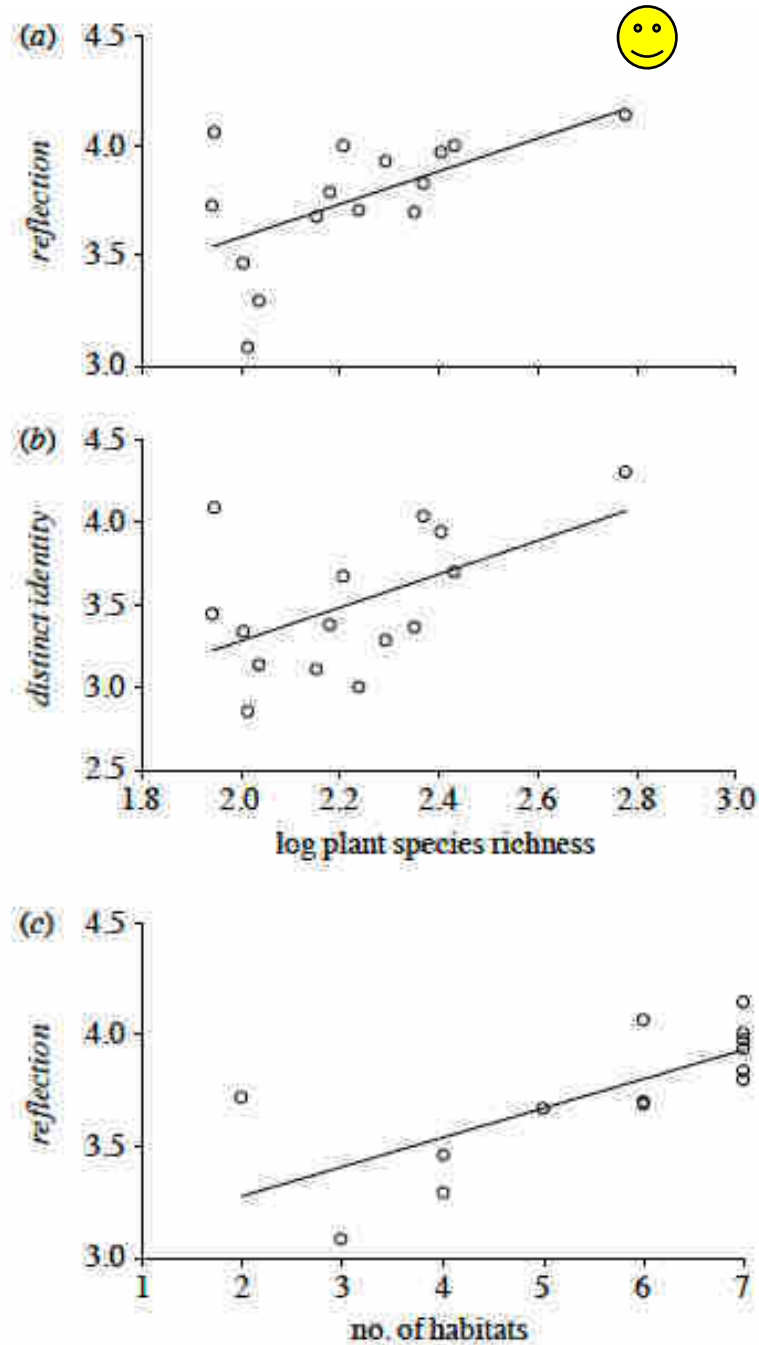 (a)
4.5
4.0
3.5
3.0
reflection
(b)
4.5
4.0
3.5
3.0
2.5
distinct identity
1.8 2.0 2.2 2.4 2.6 2.8 3.0
log plant species richness
(c)
4.5
4.0
3.5
3.0
reflection
1 2 3 4 5 6 7
no. of habitats